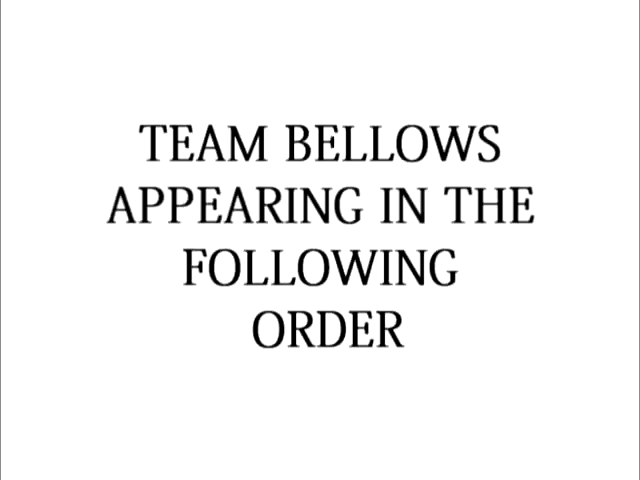 TEAM BELLOWS
APPEARING IN THE
FOLLOWING
ORDER